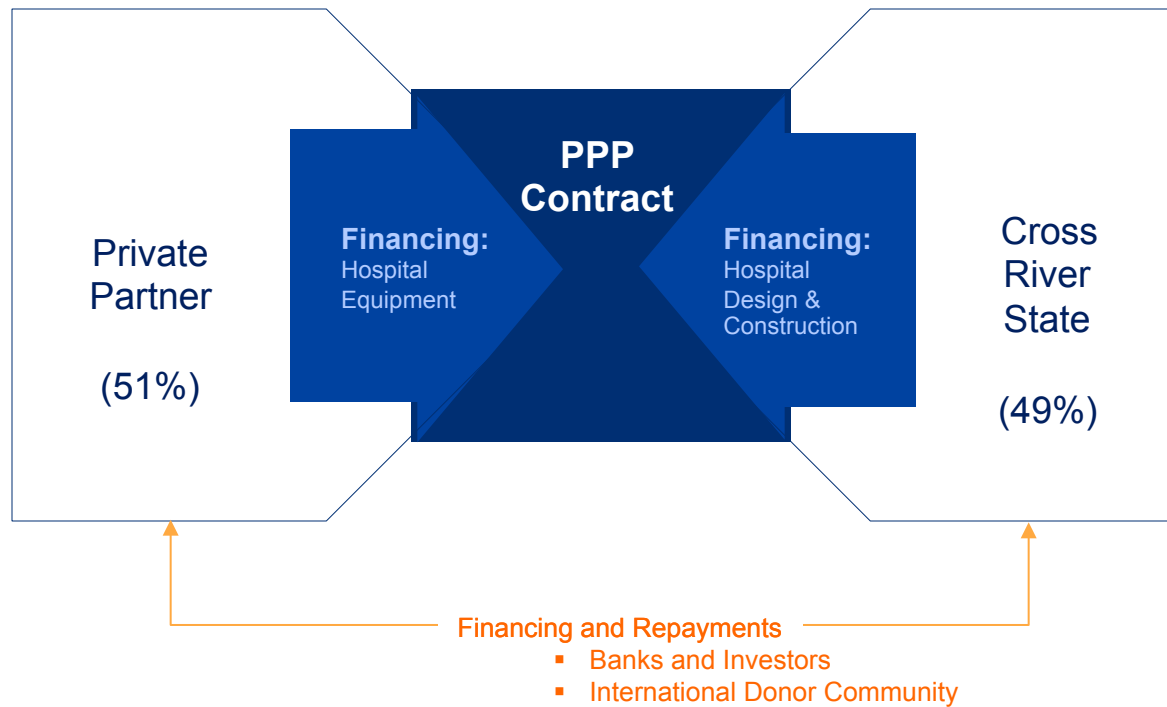 PPP
Contract
Private
Partner
(51%)
Financing:
Hospital
Equipment
Financing:
Hospital
Design &
Construction
Cross
River
State
(49%)
Financing and Repayments
▪ Banks and Investors
▪ International Donor Community